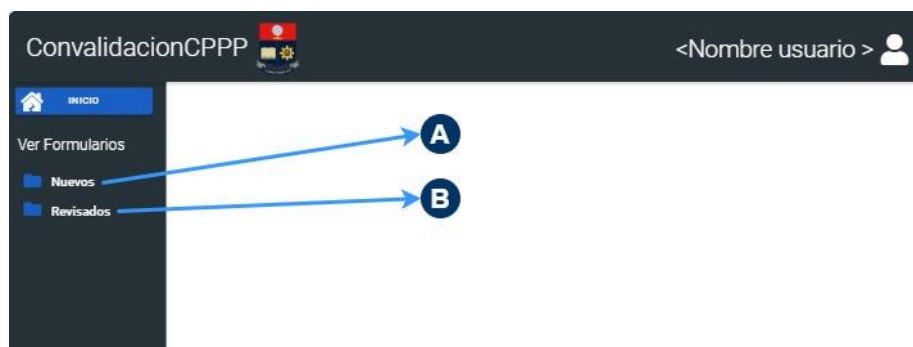 ConvalidacionCPPP
<Nombre usuario >
INICIO
Ver Formularios
Nuevos
Revisados
A
B